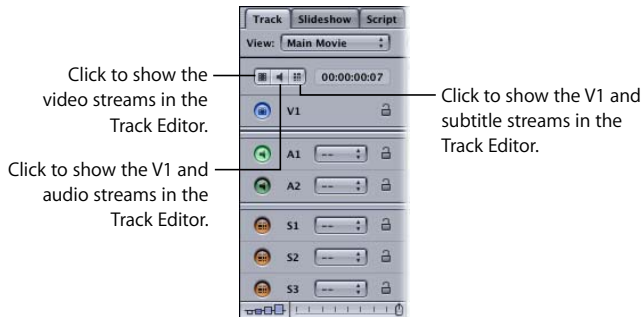 Track Slideshow Script
View: Main Movie
00:00:00:07
Click to show the
video streams in the
Track Editor.
Click to show the V1 and
subtitle streams in the
Track Editor.
Click to show the V1 and
audio streams in the
Track Editor.
V1
A1 --
A2 --
S1 --
S2 --
S3 --